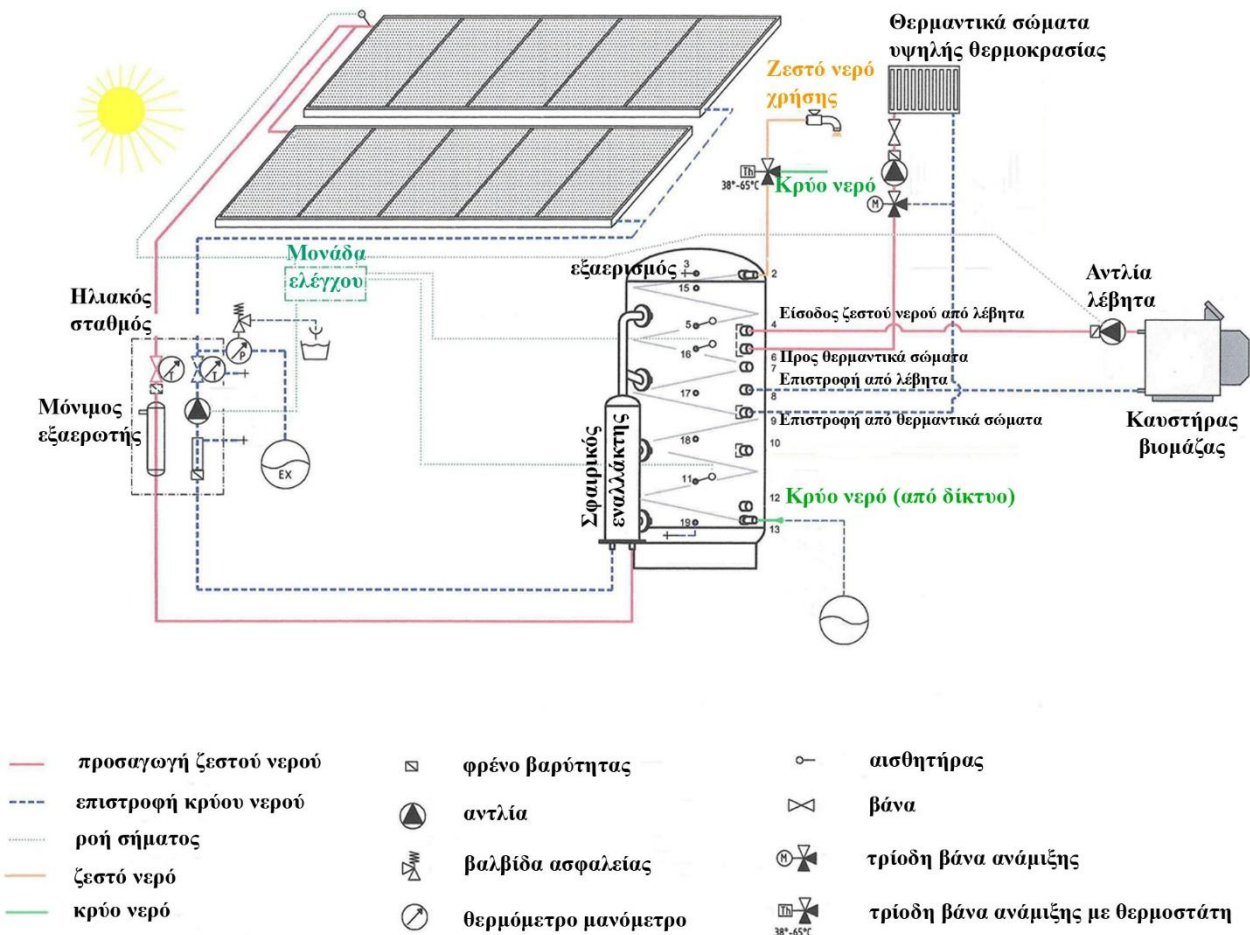 Θερμαντικά σώματα
υψηλής θερμοκρασίας
Ζεστό νερό
χρήσης
Th
38°-65°C
Κρύο νερό
M
Μονάδα
ελέγχου
εξαερισμός
3
2
15
Αντλία
λέβητα
Ηλιακός
σταθμός
Είσοδος ζεστού νερού από λέβητα
4
5
16
Προς θερμαντικά σώματα
6
7
P
T
T
Επιστροφή από λέβητα
8
17
Μόνιμος
εξαερωτής
9
Επιστροφή από θερμαντικά σώματα
Καυστήρας
βιομάζας
18
10
EX
11
Σφαιρικός
εναλλάκτης
12
Κρύο νερό (από δίκτυο)
19
13
προσαγωγή ζεστού νερού
φρένο βαρύτητας
αισθητήρας
επιστροφή κρύου νερού
αντλία
βάνα
ροή σήματος
βαλβίδα ασφαλείας
M
τρίοδη βάνα ανάμιξης
ζεστό νερό
κρύο νερό
θερμόμετρο μανόμετρο
Th
38°-65°C
τρίοδη βάνα ανάμιξης με θερμοστάτη